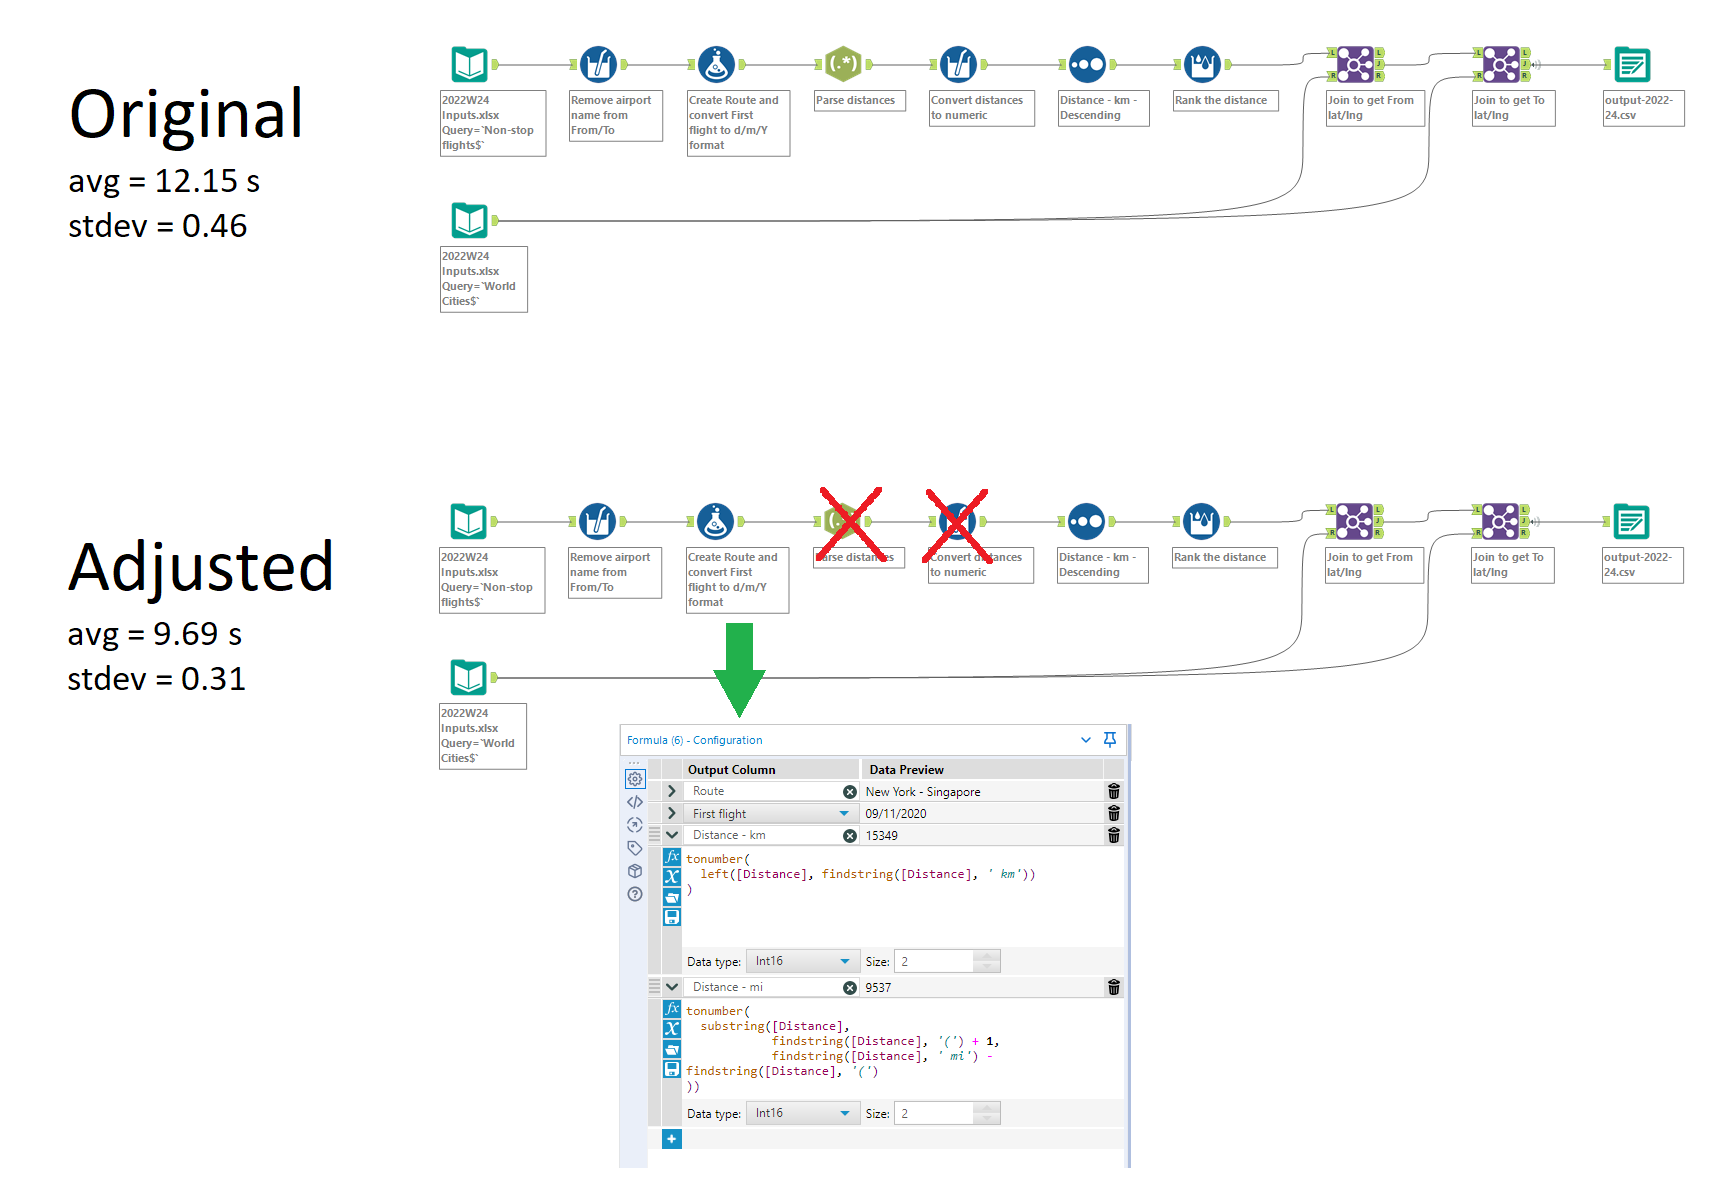 Original
avg = 12.15 s
stdev = 0.46
2022W24
Inputs.xlsx
Query=`Non-stop
flights$`
Remove airport
name from
From/To
Create Route and
convert First
flight to d/m/Y
format
(.*)
Parse distances
Convert distances
to numeric
Distance - km -
Descending
Rank the distance
L
R
L
J
R
Join to get From
lat/lng
L
R
L
J
R
Join to get To
lat/lng
output-2022-
24.csv
2022W24
Inputs.xlsx
Query=`World
Cities$`
Adjusted
avg = 9.69 s
stdev = 0.31
2022W24
Inputs.xlsx
Query=`Non-stop
flights$`
Remove airport
name from
From/To
Create Route and
convert First
flight to d/m/Y
format
Parse distances
Convert distances
to numeric
Distance - km -
Descending
Rank the distance
L
R
L
J
R
Join to get From
lat/lng
L
R
L
J
R
Join to get To
lat/lng
output-2022-
24.csv
2022W24
Inputs.xlsx
Query=`World
Cities$`
Formula (6) - Configuration
Output Column Data Preview
Route New York - Singapore
First flight 09/11/2020
Distance - km 15349
fx
X
tonumber(
left([Distance], findstring([Distance], ' km'))
)
Data type: Int16 Size: 2
Distance - mi 9537
fx
X
tonumber(
substring([Distance],
findstring([Distance], '(') + 1,
findstring([Distance], ' mi') -
findstring([Distance], '(')
))
Data type: Int16 Size: 2